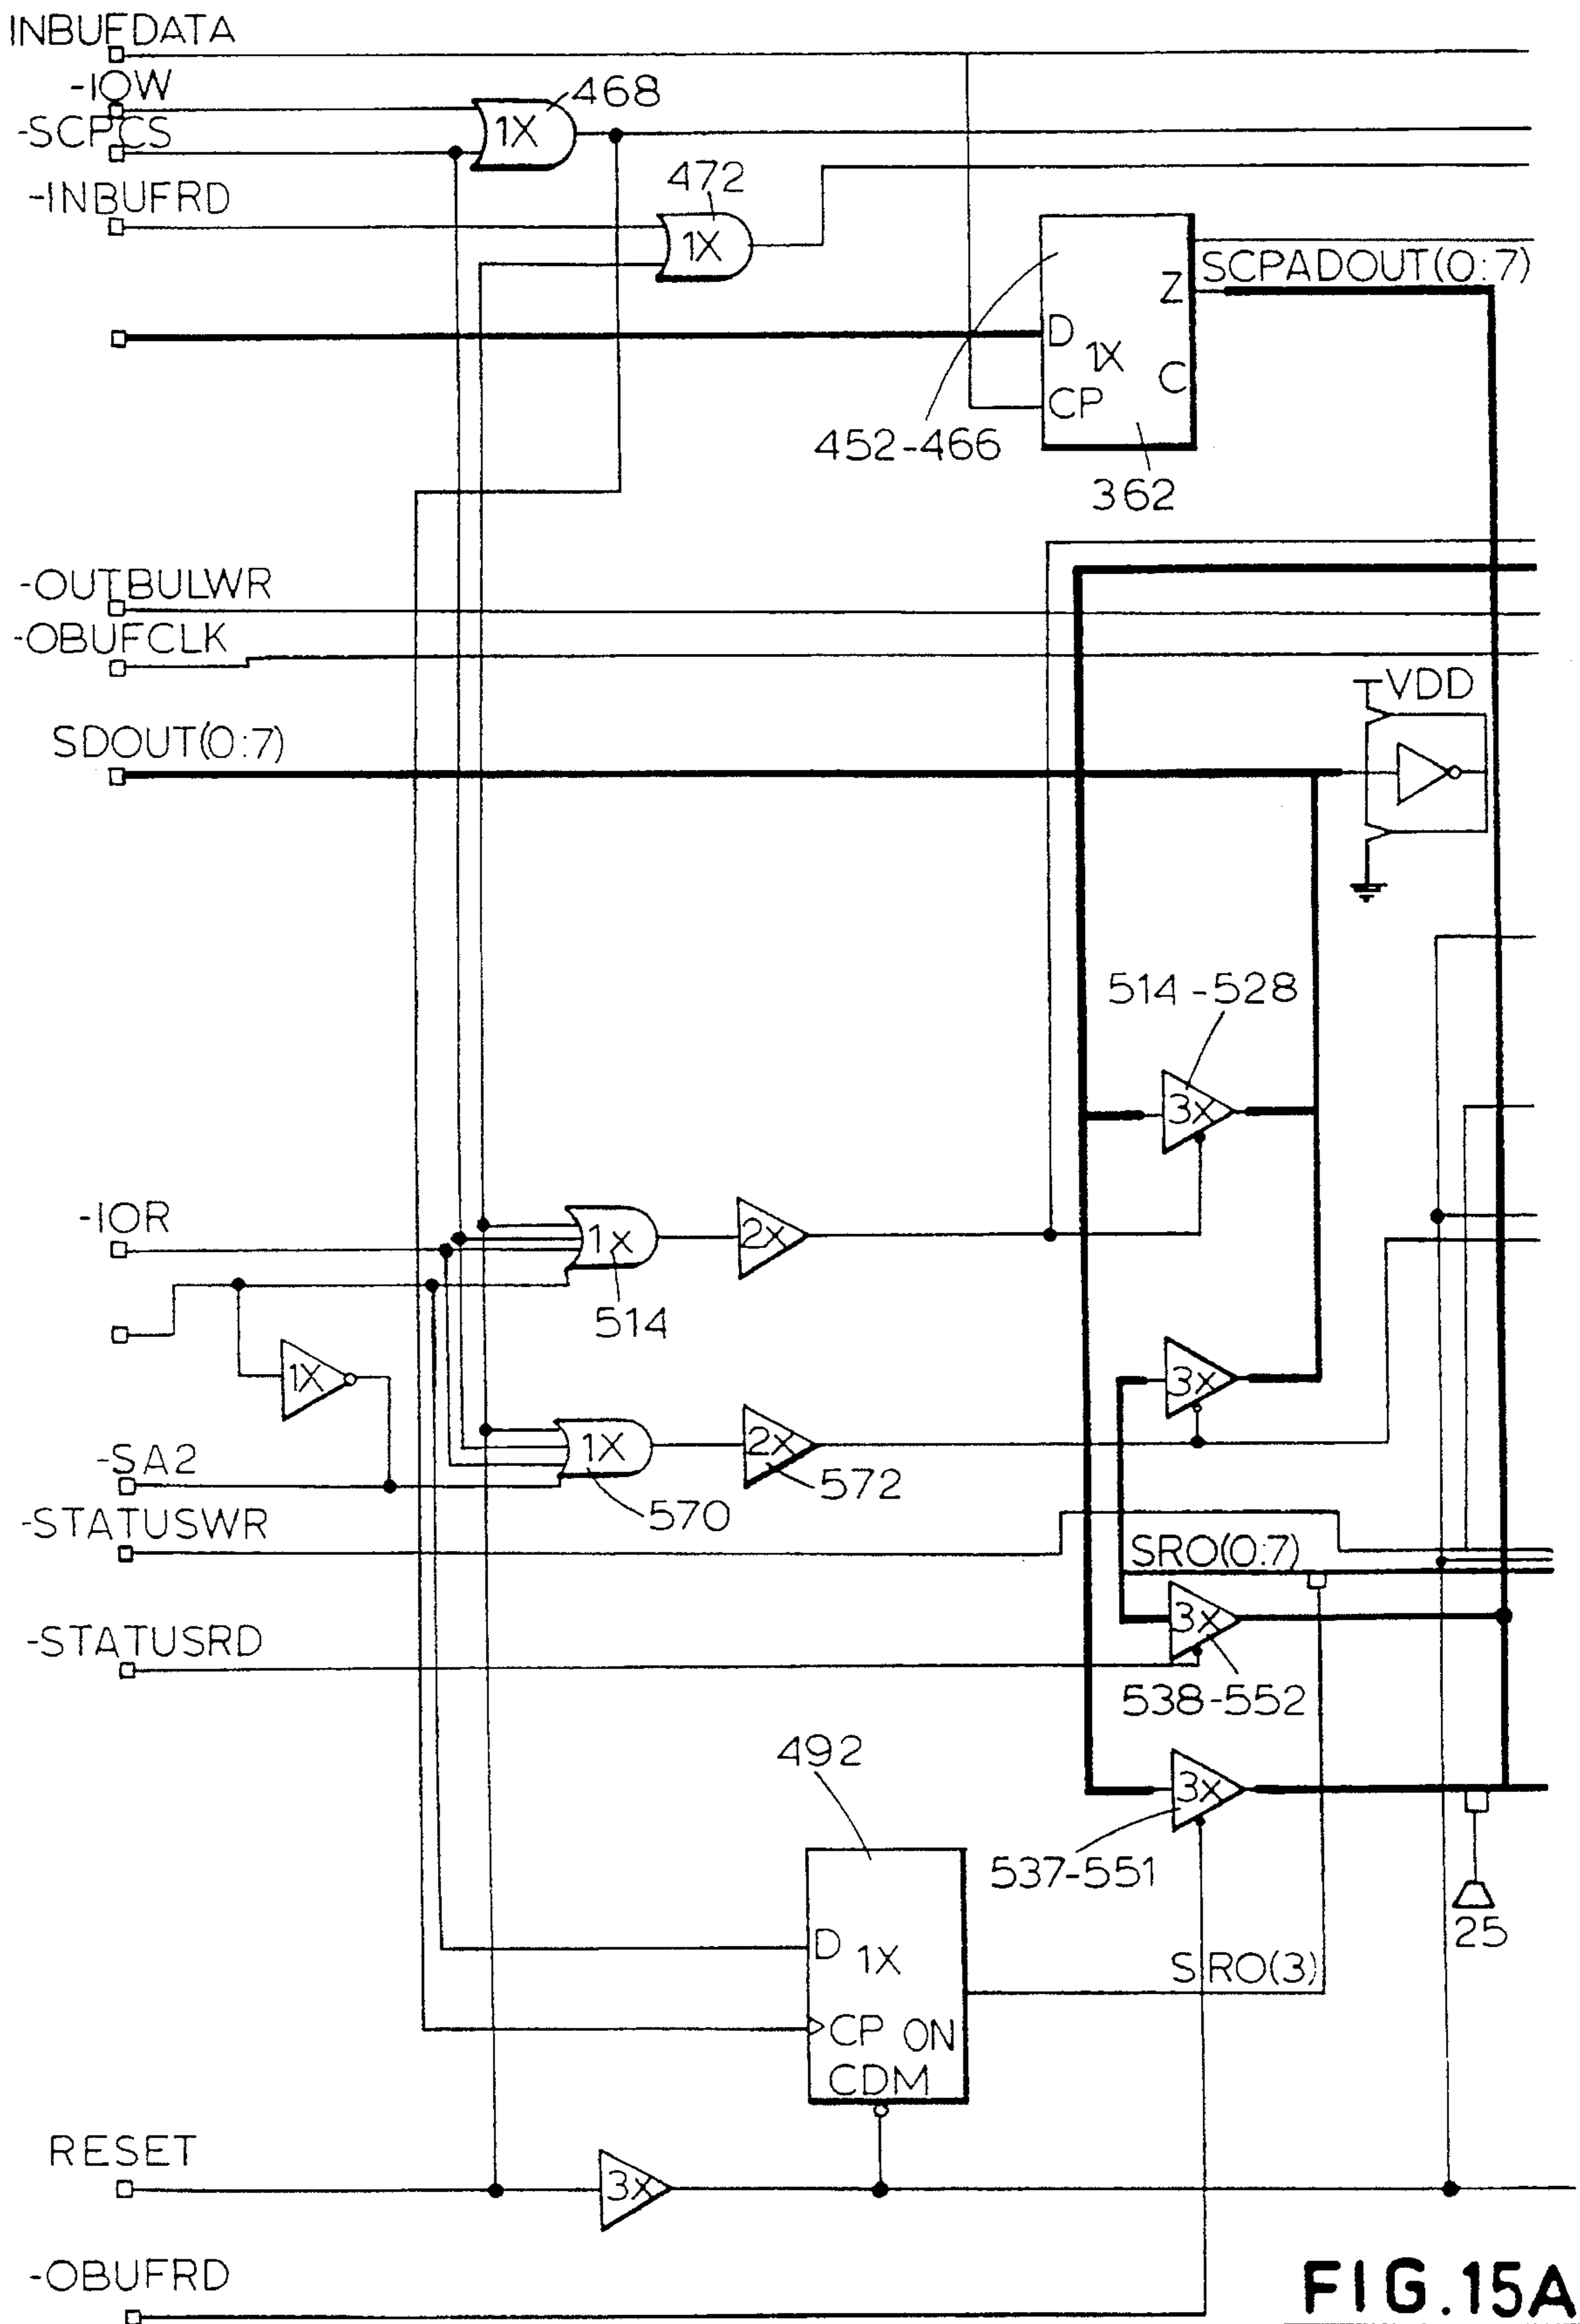 INBUFDATA
-IOW
468
-SCPCS
1X
472
-INBUFRD
1X
SCPADOUT(0:7)
Z
D
1X
C
CP
452-466
362
-OUTBULWR
-OBUFCLK
VDD
SDOUT(0:7)
514-528
3X
-IOR
1X
2X
514
1X
3X
1X
2X
-SA2
572
570
-STATUSWR
SRO(0:7)
3X
-STATUSRD
538-552
492
3X
537-551
25
D
1X
SRO(3)
CP ON
CDM
RESET
3X
-OBUFRD
FIG.15A